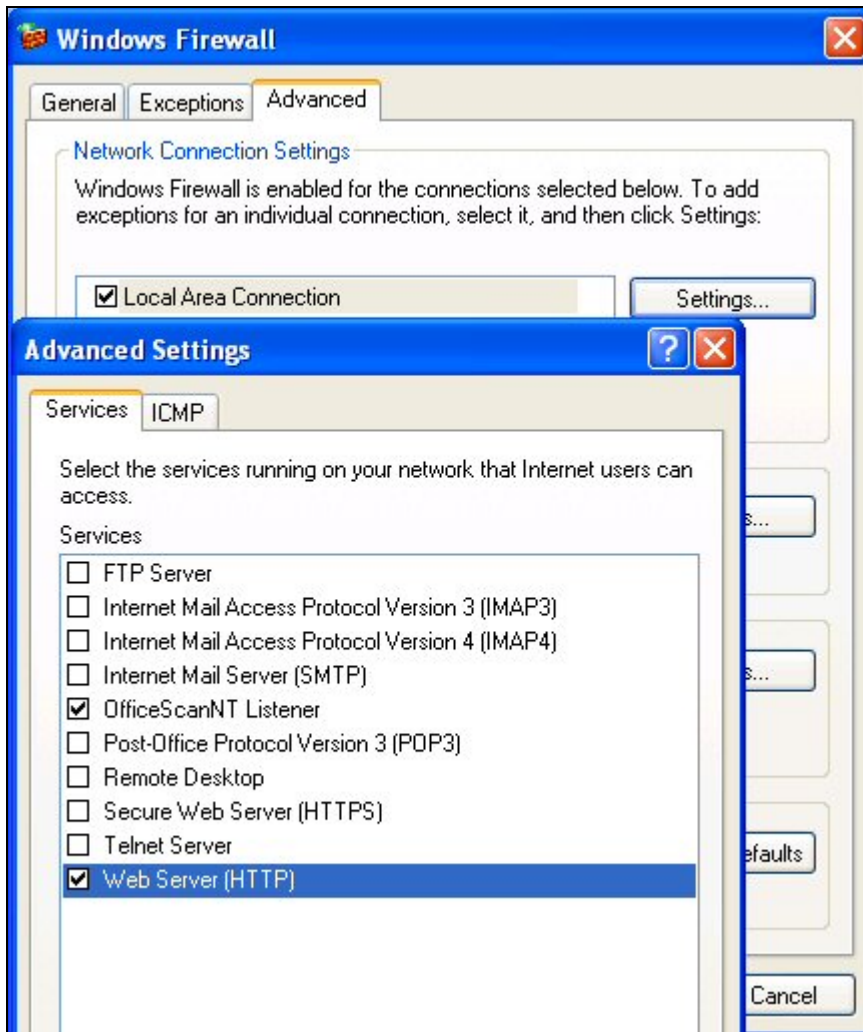 Windows Firewall
General Exceptions Advanced
Network Connection Settings
Windows Firewall is enabled for the connections selected below. To add
exceptions for an individual connection, select it, and then click Settings:
Local Area Connection Settings...
Advanced Settings
Services ICMP
Select the services running on your network that Internet users can
access.
Services
FTP Server
Internet Mail Access Protocol Version 3 (IMAP3)
Internet Mail Access Protocol Version 4 (IMAP4)
Internet Mail Server (SMTP)
OfficeScanNT Listener
Post-Office Protocol Version 3 (POP3)
Remote Desktop
Secure Web Server (HTTPS)
Telnet Server
Web Server (HTTP)
Cancel